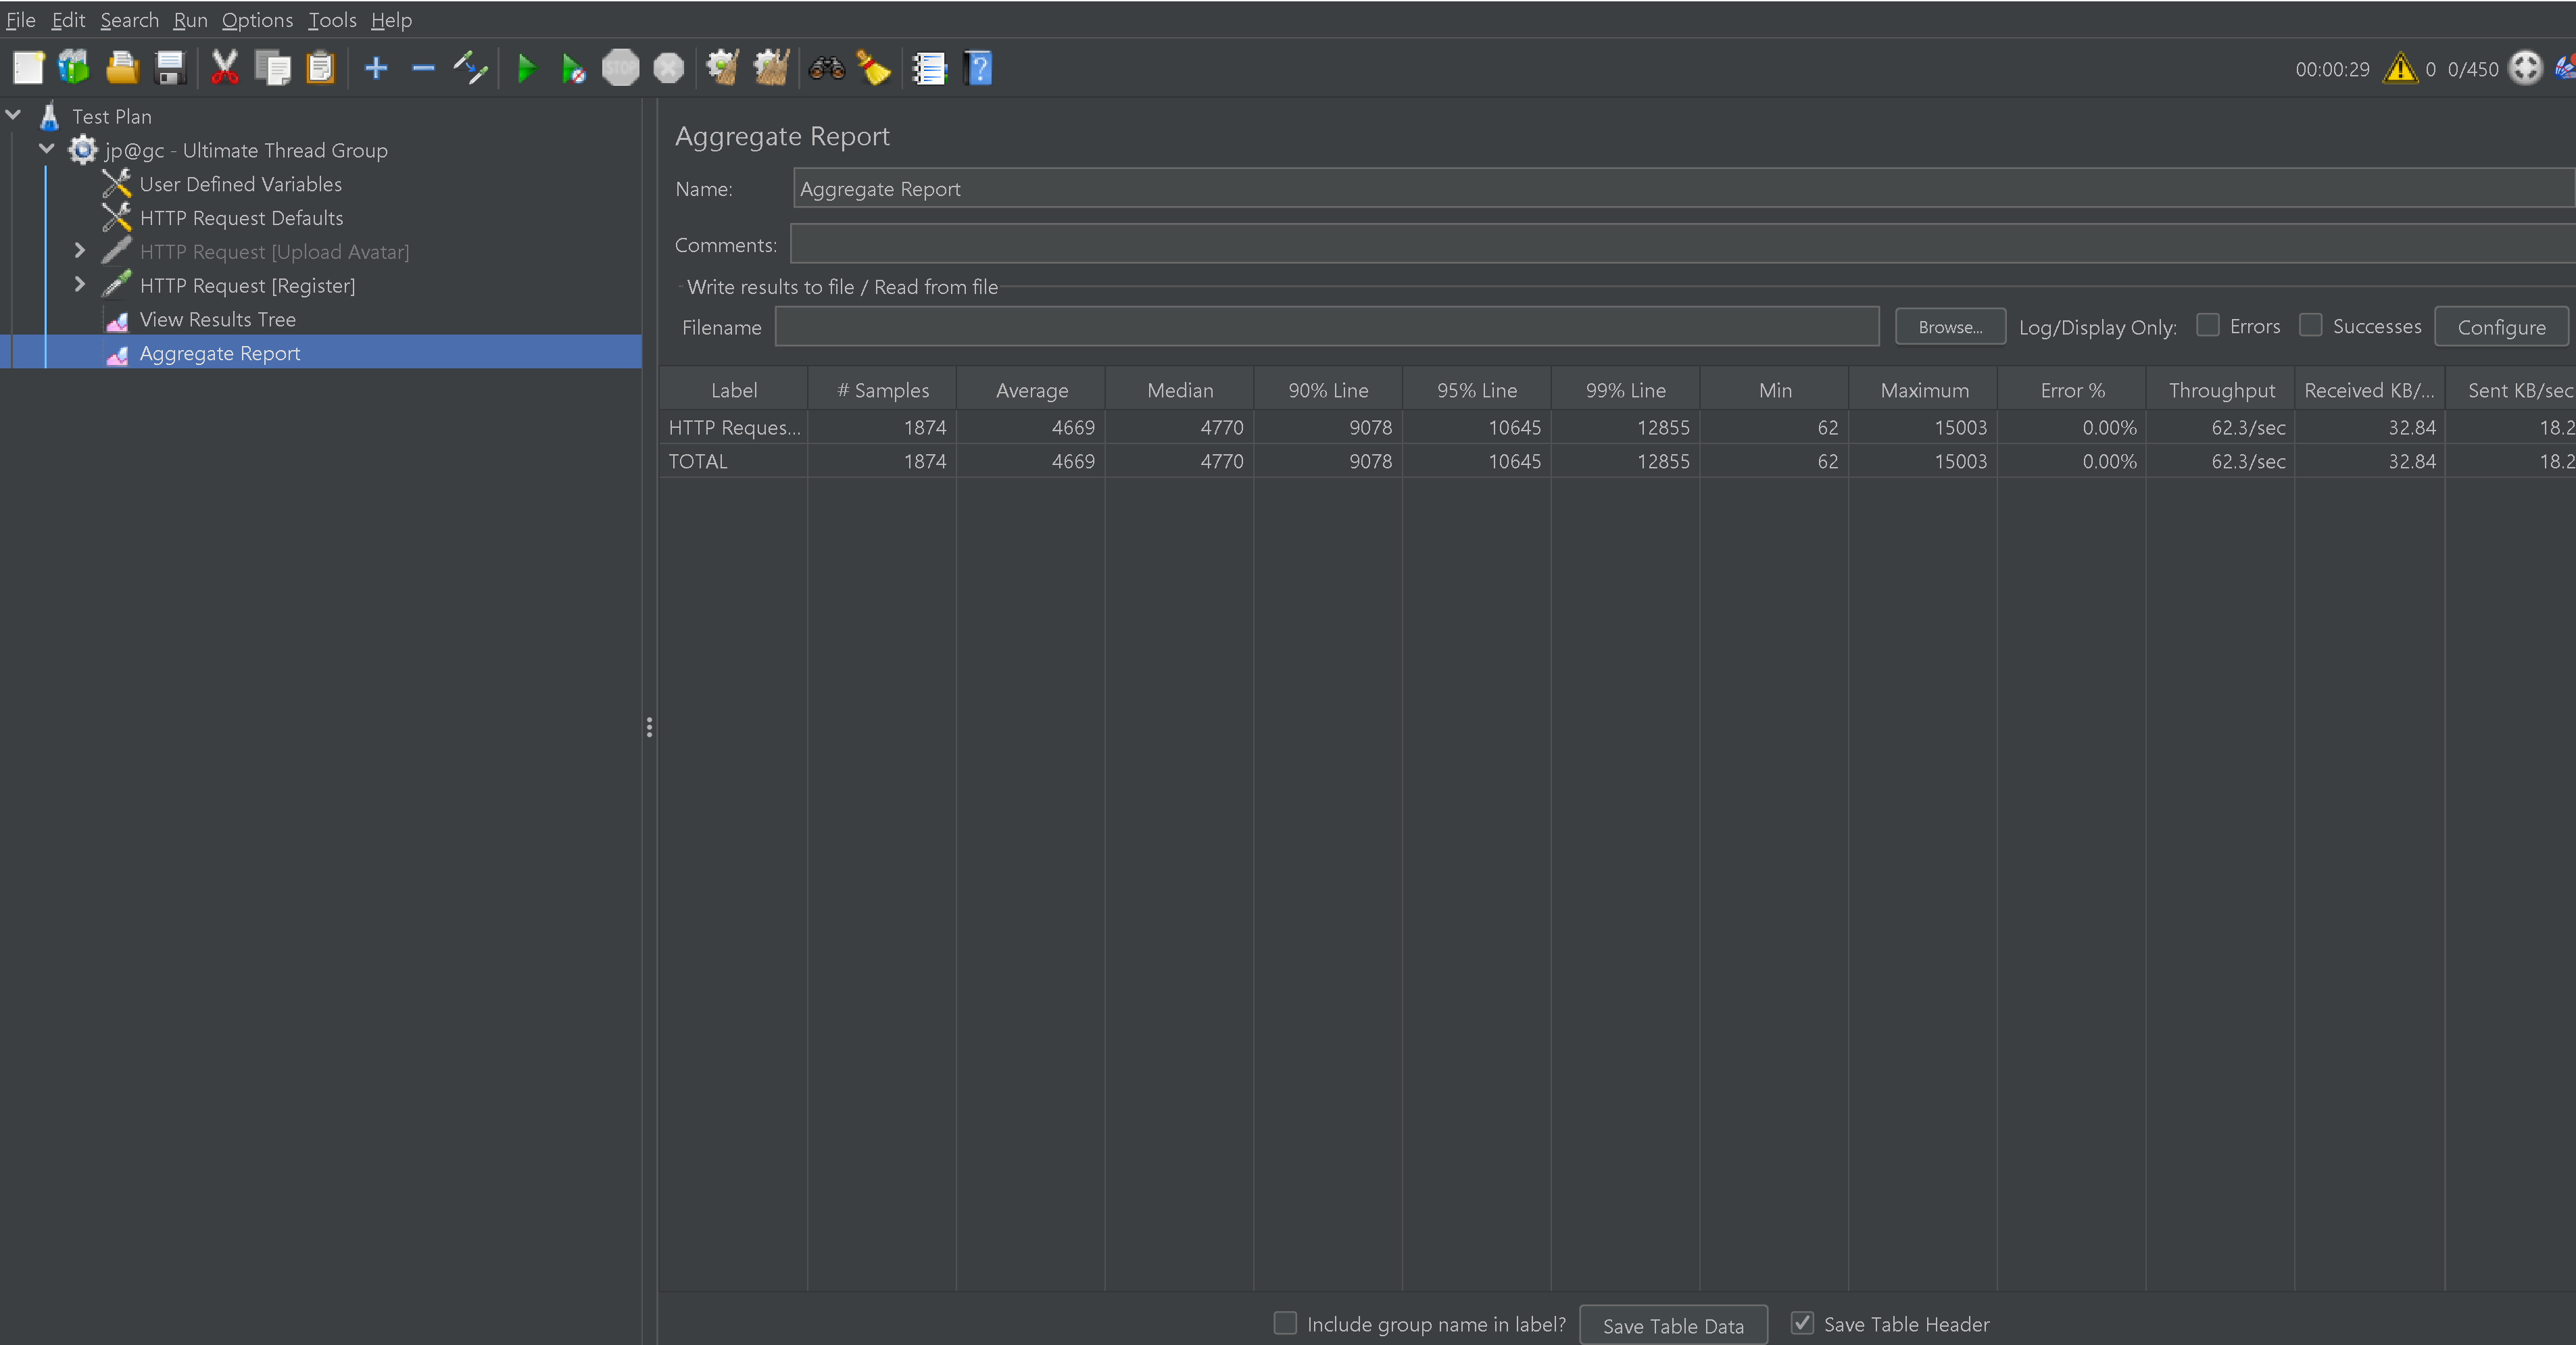 File Edit Search Run Options Tools Help
STOP
00:00:29 0 0/450
Test Plan
jp@gc - Ultimate Thread Group
User Defined Variables
HTTP Request Defaults
HTTP Request [Upload Avatar]
HTTP Request [Register]
View Results Tree
Aggregate Report
Aggregate Report
Name: Aggregate Report
Comments:
Write results to file / Read from file
Filename Browse... Log/Display Only: Errors Successes Configure
Label # Samples Average Median 90% Line 95% Line 99% Line Min Maximum Error % Throughput Received KB/... Sent KB/sec
HTTP Reques... 1874 4669 4770 9078 10645 12855 62 15003 0.00% 62.3/sec 32.84 18.2
TOTAL 1874 4669 4770 9078 10645 12855 62 15003 0.00% 62.3/sec 32.84 18.2
Include group name in label? Save Table Data Save Table Header